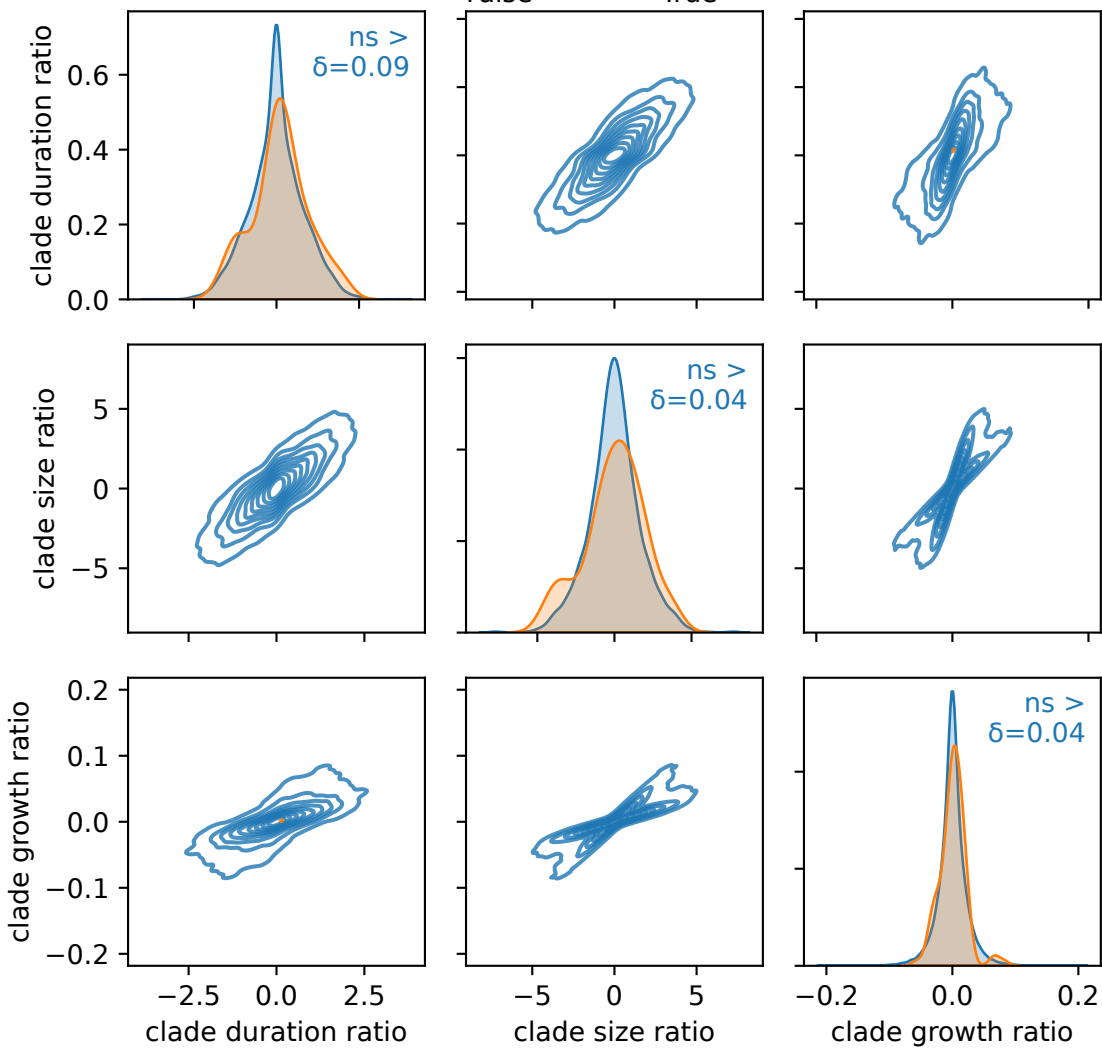 clade duration ratio
0.6
0.4
0.2
0.0
ns >
δ=0.09
clade size ratio
5
0
−5
ns >
δ=0.04
clade growth ratio
0.2
0.1
0.0
−0.1
−0.2
ns >
δ=0.04
−2.5 0.0 2.5
−5 0 5
−0.2 0.0 0.2
clade duration ratio
clade size ratio
clade growth ratio